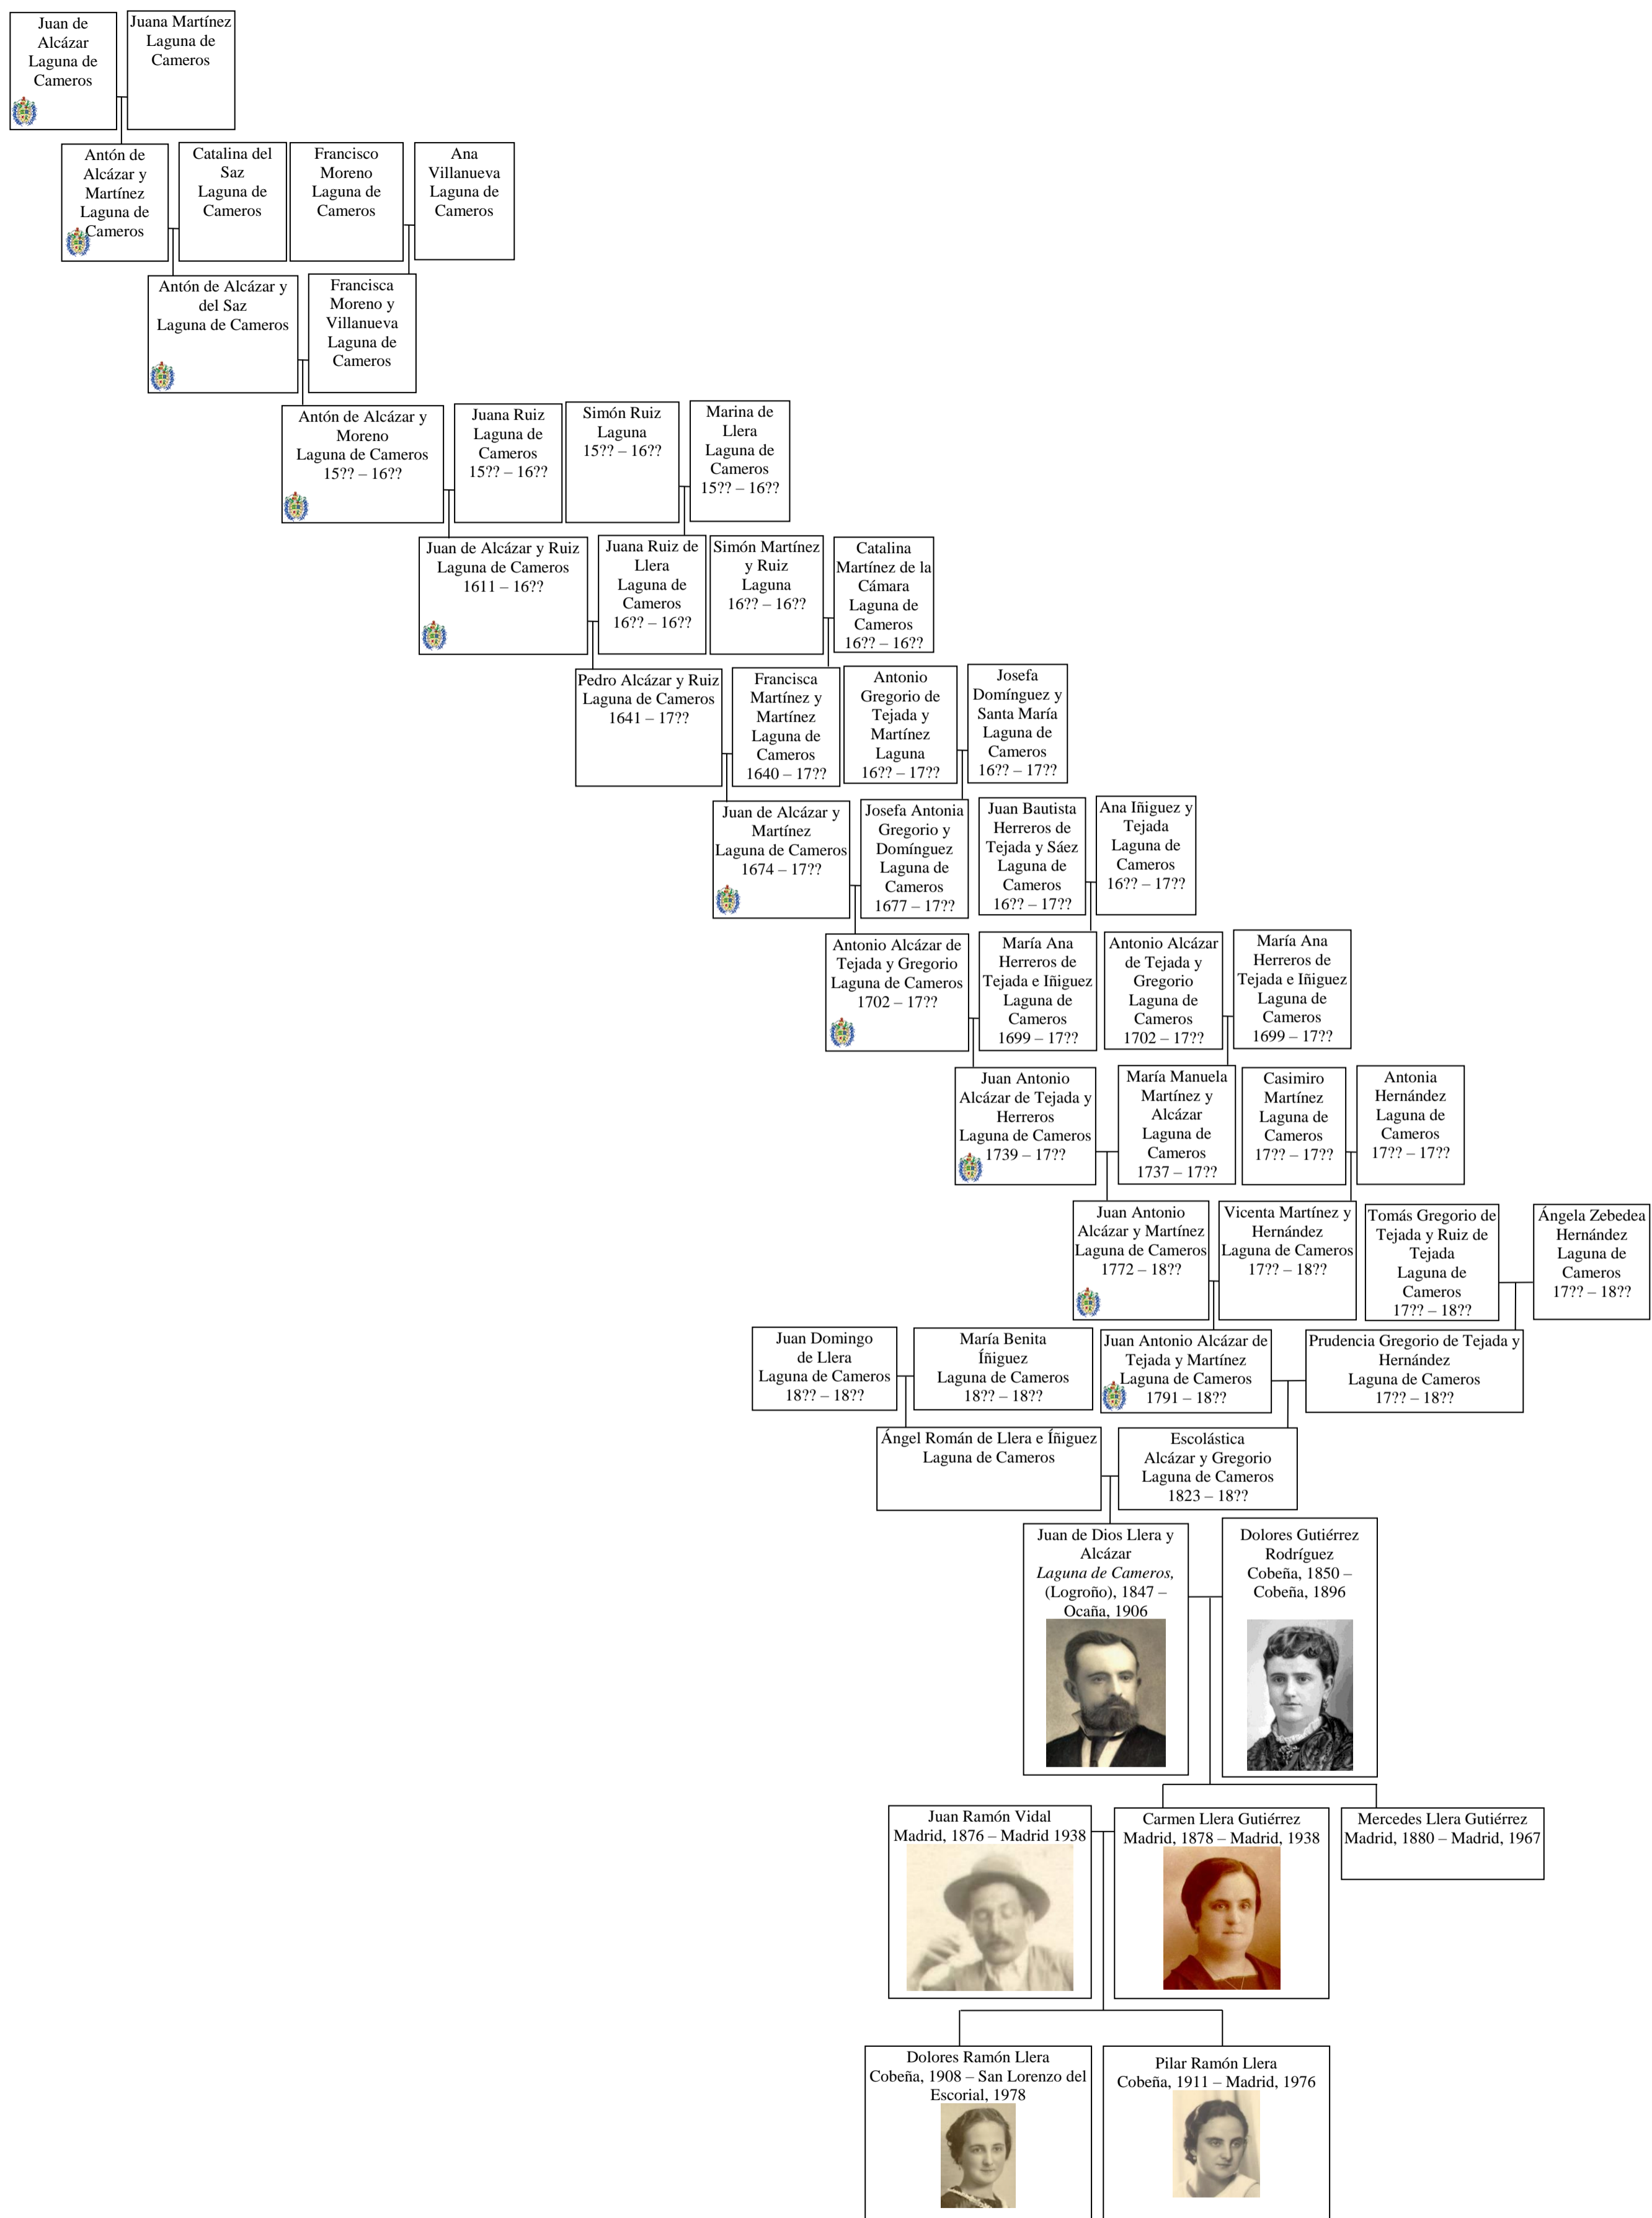 Juan de
Alcázar
Laguna de
Cameros
Juana Martínez
Laguna de
Cameros
Antón de
Alcázar y
Martínez
Laguna de
Cameros
Catalina del
Saz
Laguna de
Cameros
Francisco
Moreno
Laguna de
Cameros
Ana
Villanueva
Laguna de
Cameros
Antón de Alcázar y
del Saz
Laguna de Cameros
Francisca
Moreno y
Villanueva
Laguna de
Cameros
Antón de Alcázar y
Moreno
Laguna de Cameros
15?? – 16??
Juana Ruiz
Laguna de
Cameros
15?? – 16??
Simón Ruiz
Laguna
15?? – 16??
Marina de
Llera
Laguna de
Cameros
15?? – 16??
Juan de Alcázar y Ruiz
Laguna de Cameros
1611 – 16??
Juana Ruiz de
Llera
Laguna de
Cameros
16?? – 16??
Simón Martínez
y Ruiz
Laguna
16?? – 16??
Catalina
Martínez de la
Cámara
Laguna de
Cameros
16?? – 16??
Pedro Alcázar y Ruiz
Laguna de Cameros
1641 – 17??
Francisca
Martínez y
Martínez
Laguna de
Cameros
1640 – 17??
Antonio
Gregorio de
Tejada y
Martínez
Laguna
16?? – 17??
Josefa
Domínguez y
Santa María
Laguna de
Cameros
16?? – 17??
Juan de Alcázar y
Martínez
Laguna de Cameros
1674 – 17??
Josefa Antonia
Gregorio y
Domínguez
Laguna de
Cameros
1677 – 17??
Juan Bautista
Herreros de
Tejada y Sáez
Laguna de
Cameros
16?? – 17??
Ana Iñiguez y
Tejada
Laguna de
Cameros
16?? – 17??
Antonio Alcázar de
Tejada y Gregorio
Laguna de Cameros
1702 – 17??
María Ana
Herreros de
Tejada e Iñiguez
Laguna de
Cameros
1699 – 17??
Antonio Alcázar
de Tejada y
Gregorio
Laguna de
Cameros
1702 – 17??
María Ana
Herreros de
Tejada e Iñiguez
Laguna de
Cameros
1699 – 17??
Juan Antonio
Alcázar de Tejada y
Herreros
Laguna de Cameros
1739 – 17??
María Manuela
Martínez y
Alcázar
Laguna de
Cameros
1737 – 17??
Casimiro
Martínez
Laguna de
Cameros
17?? – 17??
Antonia
Hernández
Laguna de
Cameros
17?? – 17??
Juan Antonio
Alcázar y Martínez
Laguna de Cameros
1772 – 18??
Vicenta Martínez y
Hernández
Laguna de Cameros
17?? – 18??
Tomás Gregorio de
Tejada y Ruiz de
Tejada
Laguna de
Cameros
17?? – 18??
Ángela Zebedea
Hernández
Laguna de
Cameros
17?? – 18??
Juan Domingo
de Llera
Laguna de Cameros
18?? – 18??
María Benita
Íñiguez
Laguna de Cameros
18?? – 18??
Juan Antonio Alcázar de
Tejada y Martínez
Laguna de Cameros
1791 – 18??
Prudencia Gregorio de Tejada y
Hernández
Laguna de Cameros
17?? – 18??
Ángel Román de Llera e Íñiguez
Laguna de Cameros
Escolástica
Alcázar y Gregorio
Laguna de Cameros
1823 – 18??
Juan de Dios Llera y
Alcázar
Laguna de Cameros,
(Logroño), 1847 –
Ocaña, 1906
Dolores Gutiérrez
Rodríguez
Cobeña, 1850 –
Cobeña, 1896
Juan Ramón Vidal
Madrid, 1876 – Madrid 1938
Carmen Llera Gutiérrez
Madrid, 1878 – Madrid, 1938
Mercedes Llera Gutiérrez
Madrid, 1880 – Madrid, 1967
Dolores Ramón Llera
Cobeña, 1908 – San Lorenzo del
Escorial, 1978
Pilar Ramón Llera
Cobeña, 1911 – Madrid, 1976